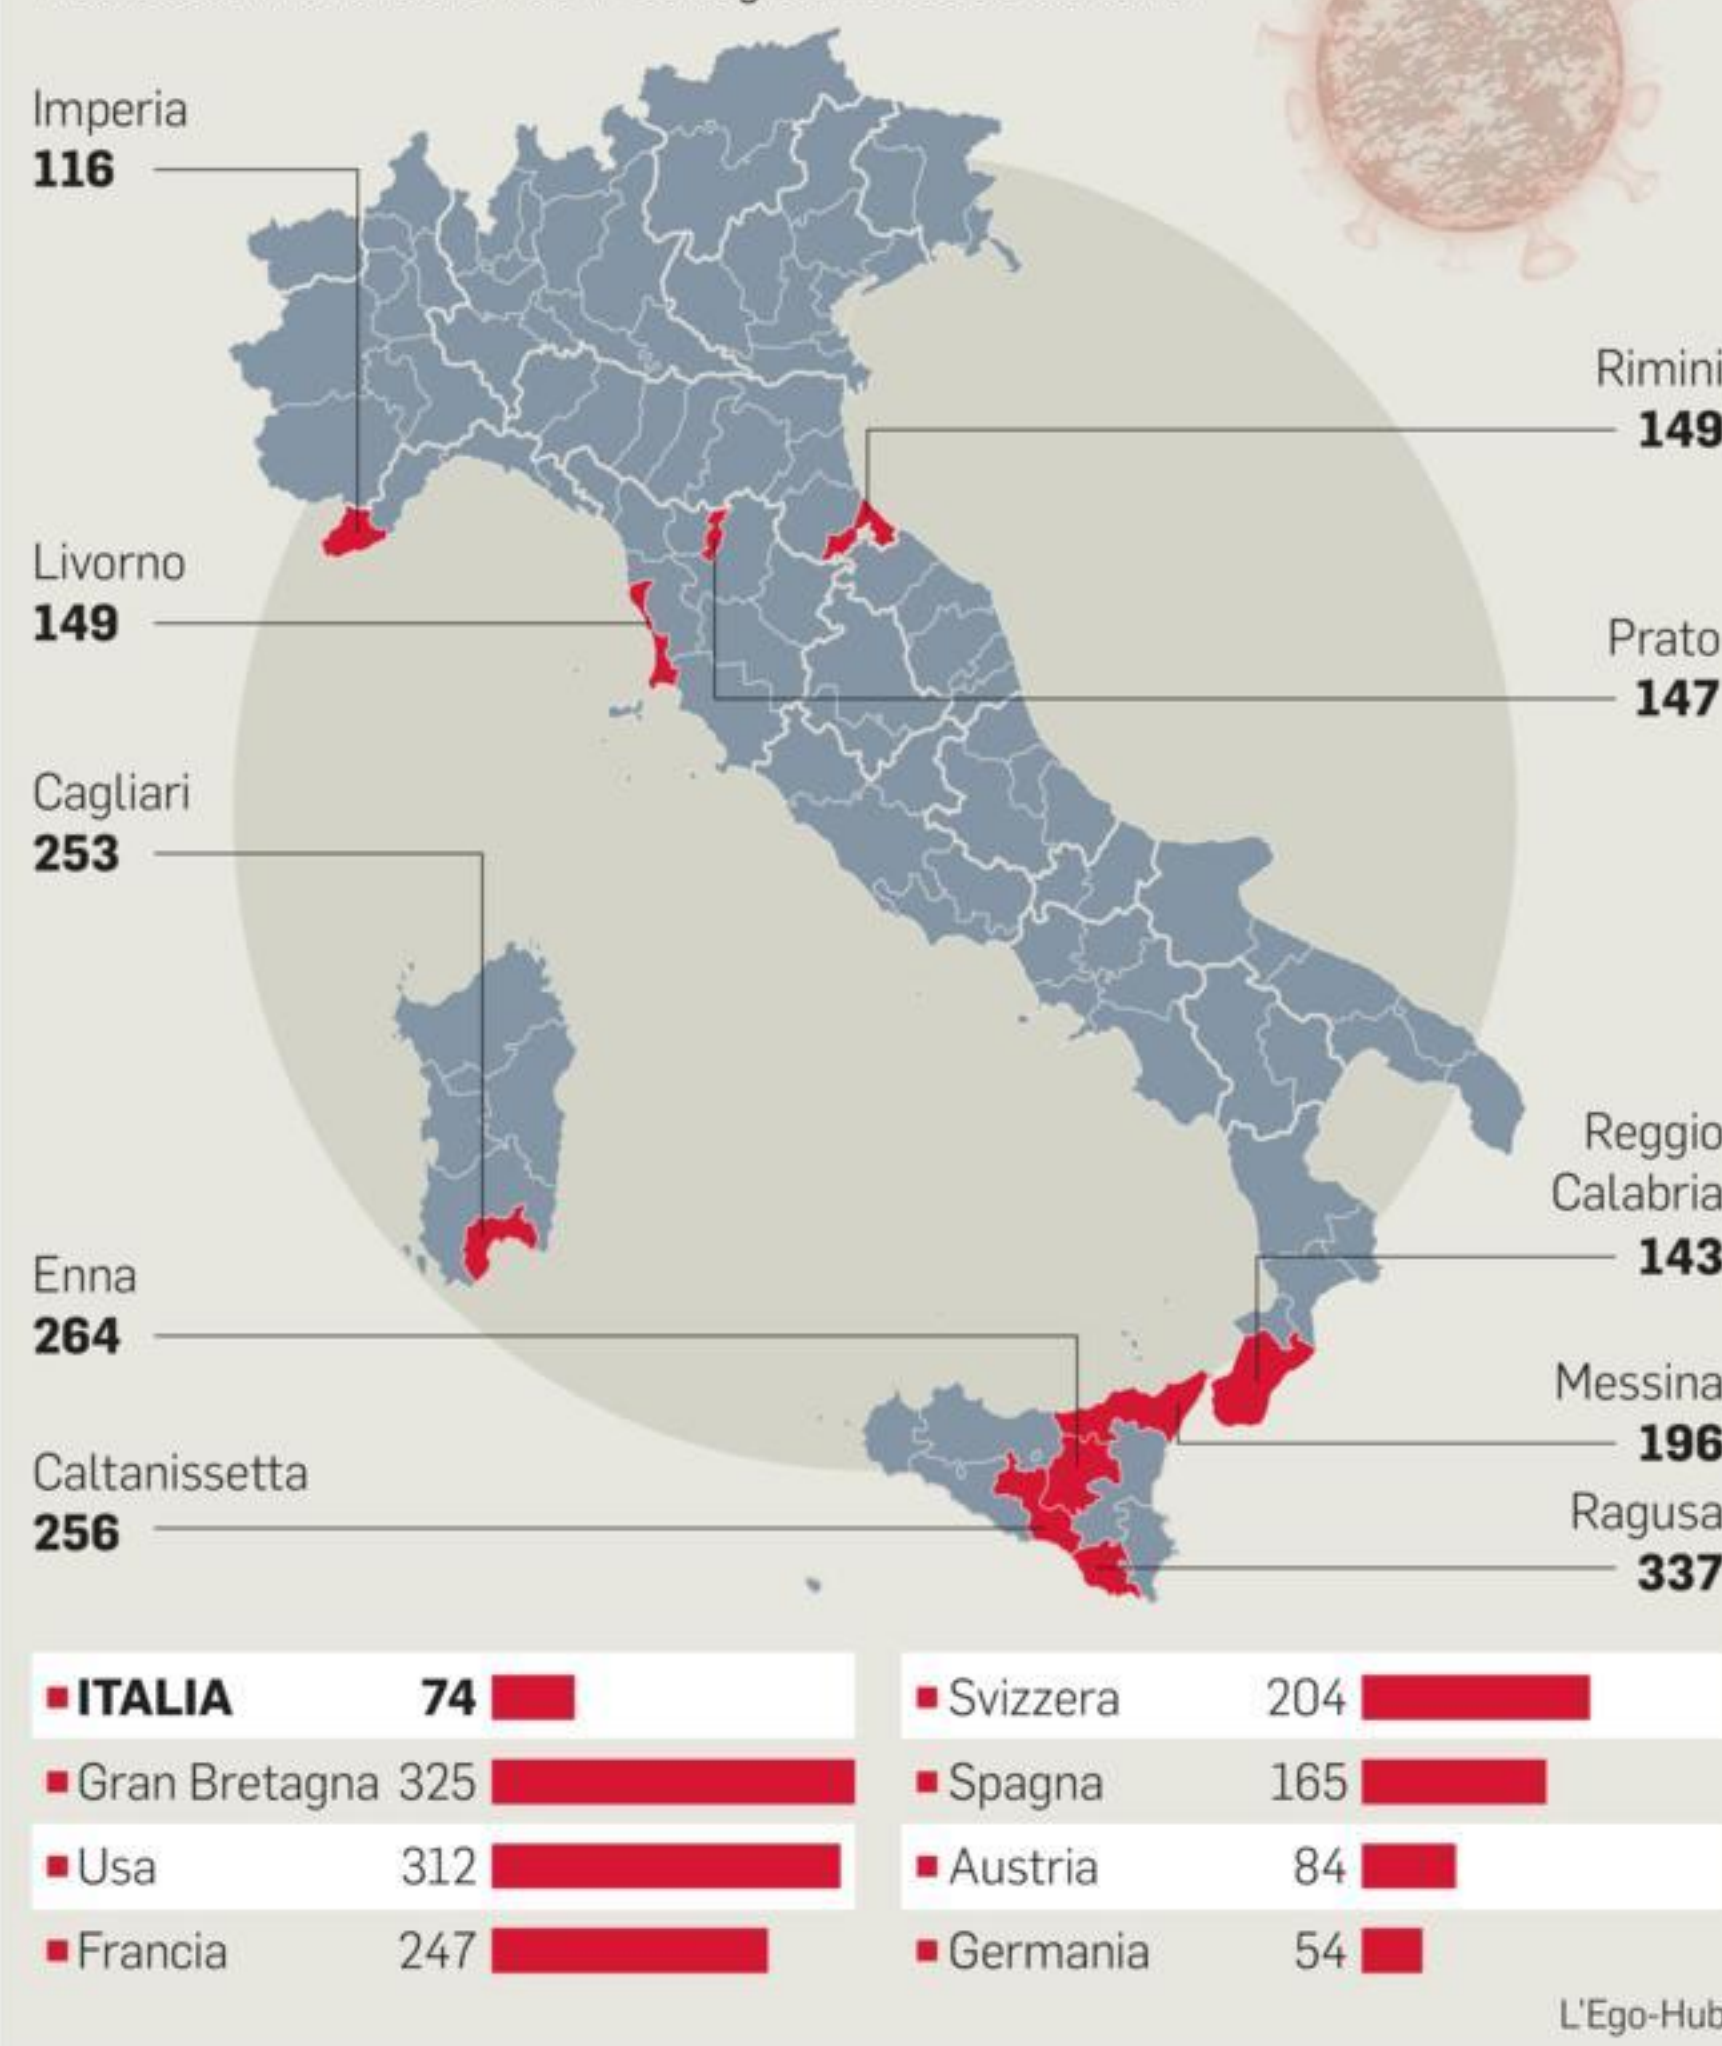 Imperia
116
Rimini
149
Livorno
149
Prato
147
Cagliari
253
Reggio
Calabria
143
Enna
264
Messina
196
Caltanissetta
256
Ragusa
337
ITALIA 74
Gran Bretagna 325
Usa 312
Francia 247
Svizzera 204
Spagna 165
Austria 84
Germania 54
L'Ego-Hub